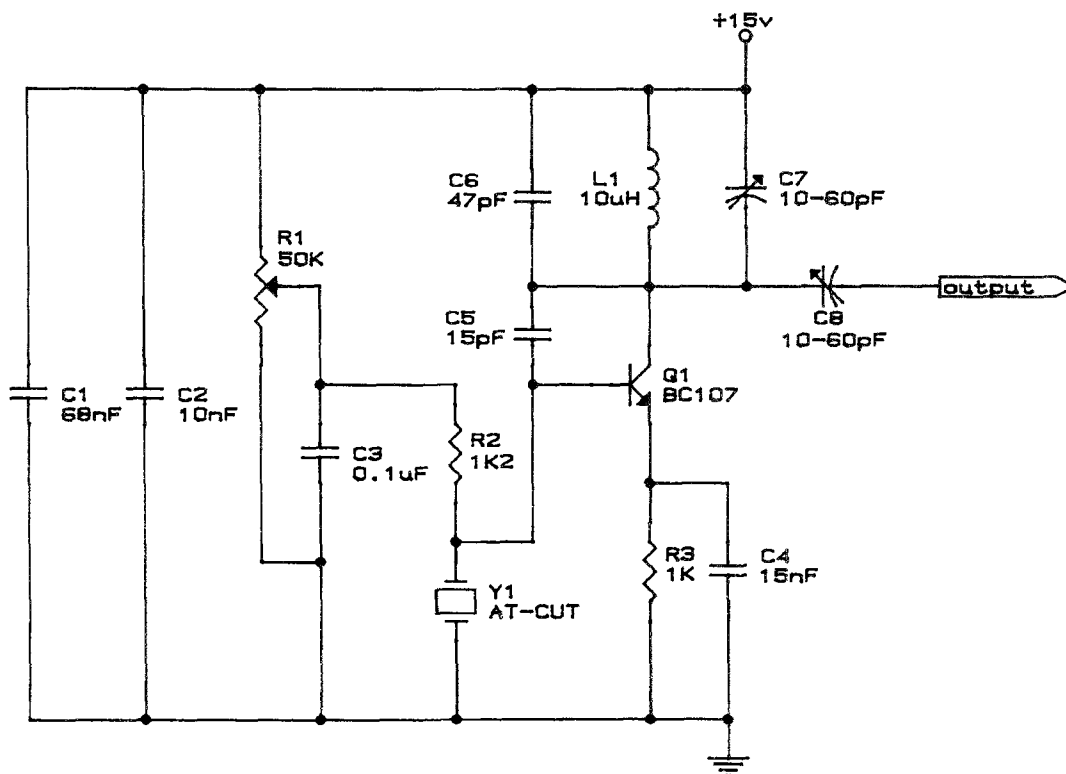 +15v
C6
47pF
L1
10uH
C7
10-60pF
R1
50K
output
C5
15pF
C8
10-60pF
Q1
BC107
C1
68nF
C2
10nF
R2
1K2
C3
0.1uF
R3
1K
C4
15nF
Y1
AT-CUT